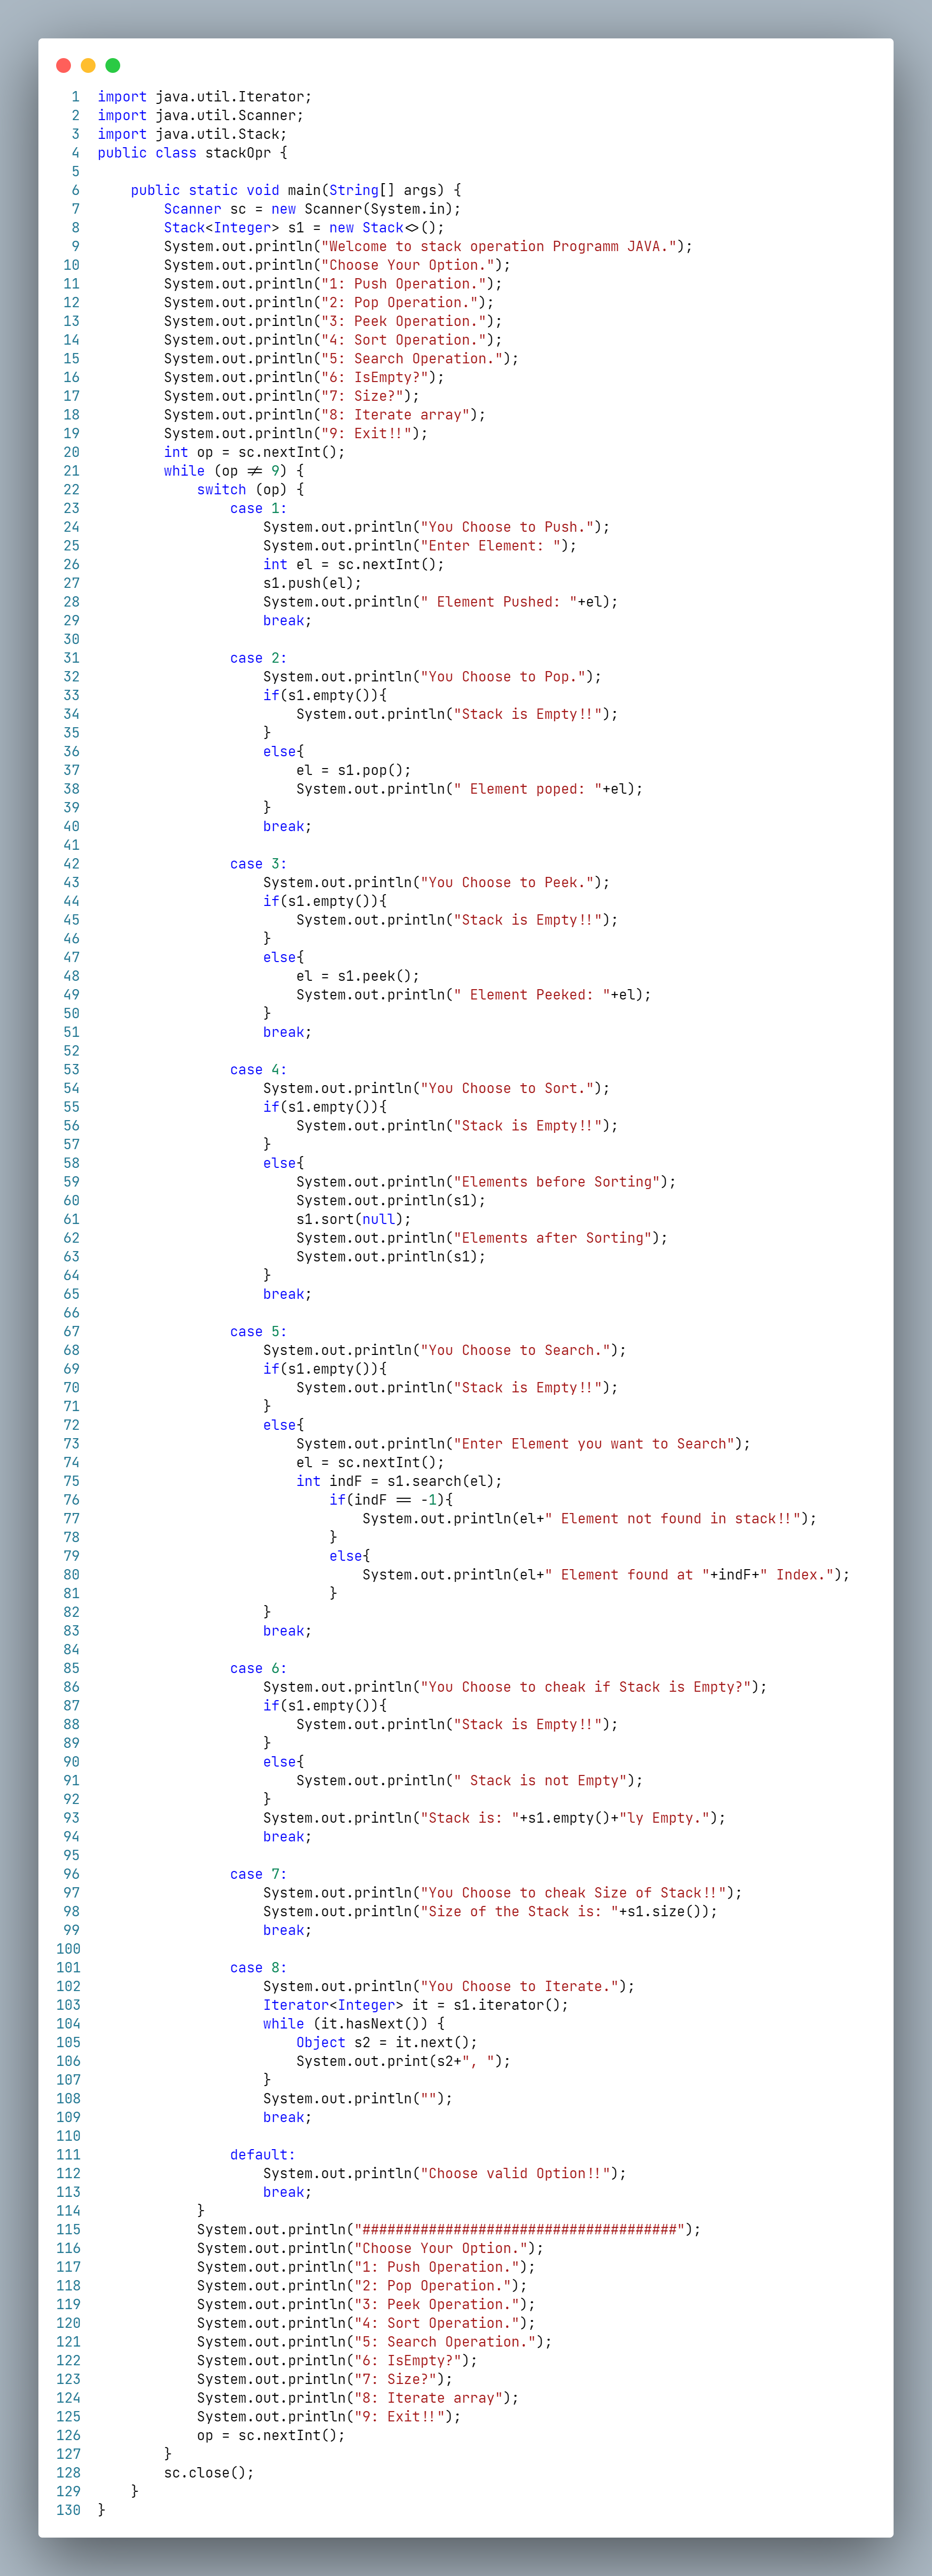 1 import java.util.Iterator;
2 import java.util.Scanner;
3 import java.util.Stack;
4 public class stackOpr {
5
6     public static void main(String[] args) {
7         Scanner sc = new Scanner(System.in);
8         Stack<Integer> s1 = new Stack<>();
9         System.out.println("Welcome to stack operation Programm JAVA.");
10         System.out.println("Choose Your Option.");
11         System.out.println("1: Push Operation.");
12         System.out.println("2: Pop Operation.");
13         System.out.println("3: Peek Operation.");
14         System.out.println("4: Sort Operation.");
15         System.out.println("5: Search Operation.");
16         System.out.println("6: IsEmpty?");
17         System.out.println("7: Size?");
18         System.out.println("8: Iterate array");
19         System.out.println("9: Exit!!");
20         int op = sc.nextInt();
21         while (op != 9) {
22             switch (op) {
23                 case 1:
24                     System.out.println("You Choose to Push.");
25                     System.out.println("Enter Element: ");
26                     int el = sc.nextInt();
27                     s1.push(el);
28                     System.out.println(" Element Pushed: "+el);
29                     break;
30
31                 case 2:
32                     System.out.println("You Choose to Pop.");
33                     if(s1.empty()){
34                         System.out.println("Stack is Empty!!");
35                     }
36                     else{
37                         el = s1.pop();
38                         System.out.println(" Element poped: "+el);
39                     }
40                     break;
41
42                 case 3:
43                     System.out.println("You Choose to Peek.");
44                     if(s1.empty()){
45                         System.out.println("Stack is Empty!!");
46                     }
47                     else{
48                         el = s1.peek();
49                         System.out.println(" Element Peeked: "+el);
50                     }
51                     break;
52
53                 case 4:
54                     System.out.println("You Choose to Sort.");
55                     if(s1.empty()){
56                         System.out.println("Stack is Empty!!");
57                     }
58                     else{
59                         System.out.println("Elements before Sorting");
60                         System.out.println(s1);
61                         s1.sort(null);
62                         System.out.println("Elements after Sorting");
63                         System.out.println(s1);
64                     }
65                     break;
66
67                 case 5:
68                     System.out.println("You Choose to Search.");
69                     if(s1.empty()){
70                         System.out.println("Stack is Empty!!");
71                     }
72                     else{
73                         System.out.println("Enter Element you want to Search");
74                         el = sc.nextInt();
75                         int indF = s1.search(el);
76                             if(indF == -1){
77                                 System.out.println(el+" Element not found in stack!!");
78                             }
79                             else{
80                                 System.out.println(el+" Element found at "+indF+" Index.");
81                             }
82                     }
83                     break;
84
85                 case 6:
86                     System.out.println("You Choose to cheak if Stack is Empty?");
87                     if(s1.empty()){
88                         System.out.println("Stack is Empty!!");
89                     }
90                     else{
91                         System.out.println(" Stack is not Empty");
92                     }
93                     System.out.println("Stack is: "+s1.empty()+"ly Empty.");
94                     break;
95
96                 case 7:
97                     System.out.println("You Choose to cheak Size of Stack!!");
98                     System.out.println("Size of the Stack is: "+s1.size());
99                     break;
100
101                 case 8:
102                     System.out.println("You Choose to Iterate.");
103                     Iterator<Integer> it = s1.iterator();
104                     while (it.hasNext()) {
105                         Object s2 = it.next();
106                         System.out.print(s2+", ");
107                     }
108                     System.out.println("");
109                     break;
110
111                 default:
112                     System.out.println("Choose valid Option!!");
113                     break;
114             }
115             System.out.println("######################################");
116             System.out.println("Choose Your Option.");
117             System.out.println("1: Push Operation.");
118             System.out.println("2: Pop Operation.");
119             System.out.println("3: Peek Operation.");
120             System.out.println("4: Sort Operation.");
121             System.out.println("5: Search Operation.");
122             System.out.println("6: IsEmpty?");
123             System.out.println("7: Size?");
124             System.out.println("8: Iterate array");
125             System.out.println("9: Exit!!");
126             op = sc.nextInt();
127         }
128         sc.close();
129     }
130 }